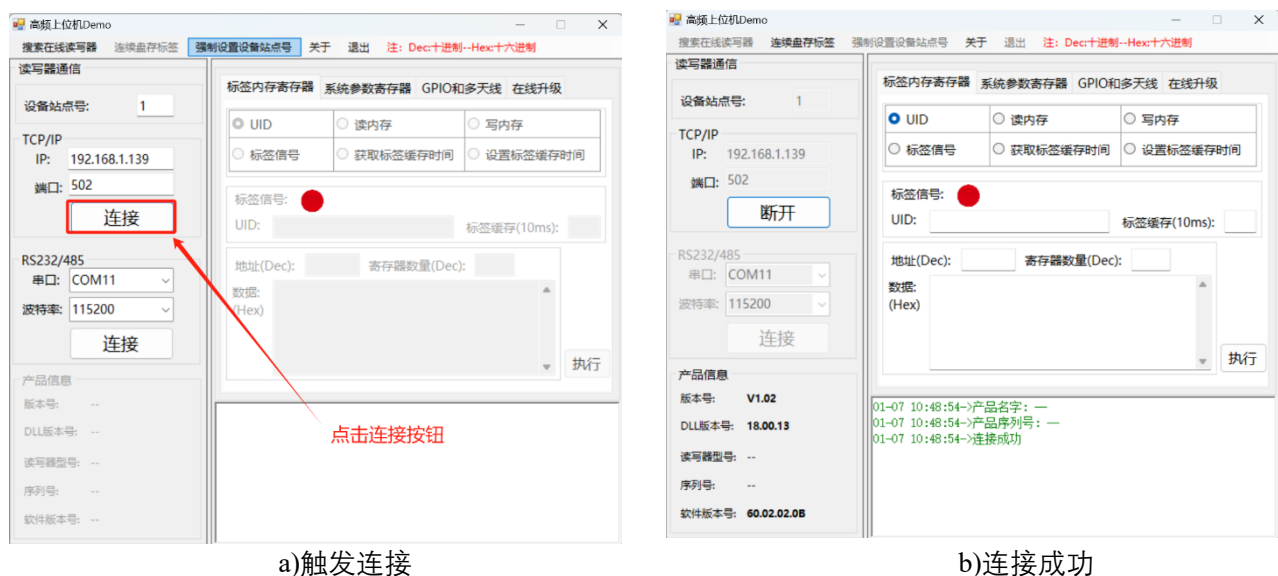 高频上位机Demo
搜索在线读写器 连续盘存标签 强制设置设备站点号 关于 退出 注：Dec:十进制--Hex:十六进制
读写器通信
设备站点号: 1
TCP/IP
IP: 192.168.1.139
端口: 502
连接
RS232/485
串口: COM11
波特率: 115200
连接
产品信息
版本号: --
DLL版本号: --
读写器型号: --
序列号: --
软件版本号: --
标签内存寄存器 系统参数寄存器 GPIO和多天线 在线升级
UID 读内存 写内存
标签信号 获取标签缓存时间 设置标签缓存时间
标签信号:
UID: 标签缓存(10ms):
地址(Dec): 寄存器数量(Dec):
数据:
(Hex)
执行
点击连接按钮
a)触发连接
高频上位机Demo
搜索在线读写器 连续盘存标签 强制设置设备站点号 关于 退出 注：Dec:十进制--Hex:十六进制
读写器通信
设备站点号: 1
TCP/IP
IP: 192.168.1.139
端口: 502
断开
RS232/485
串口: COM11
波特率: 115200
连接
产品信息
版本号: V1.02
DLL版本号: 18.00.13
读写器型号: --
序列号: --
软件版本号: 60.02.02.0B
标签内存寄存器 系统参数寄存器 GPIO和多天线 在线升级
UID 读内存 写内存
标签信号 获取标签缓存时间 设置标签缓存时间
标签信号:
UID: 标签缓存(10ms):
地址(Dec): 寄存器数量(Dec):
数据:
(Hex)
执行
01-07 10:48:54->产品名字: —
01-07 10:48:54->产品序列号: —
01-07 10:48:54->连接成功
b)连接成功